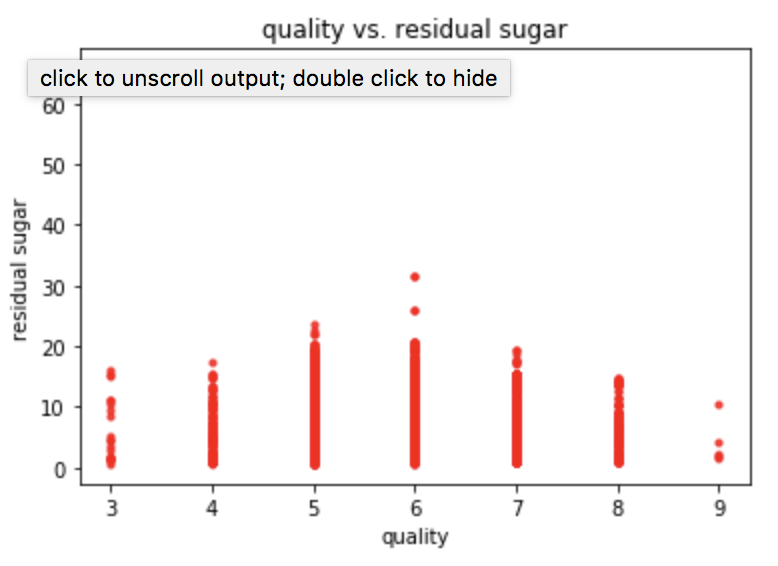 quality vs. residual sugar
click to unscroll output; double click to hide
60
50
40
30
20
10
0
residual sugar
3 4 5 6 7 8 9
quality